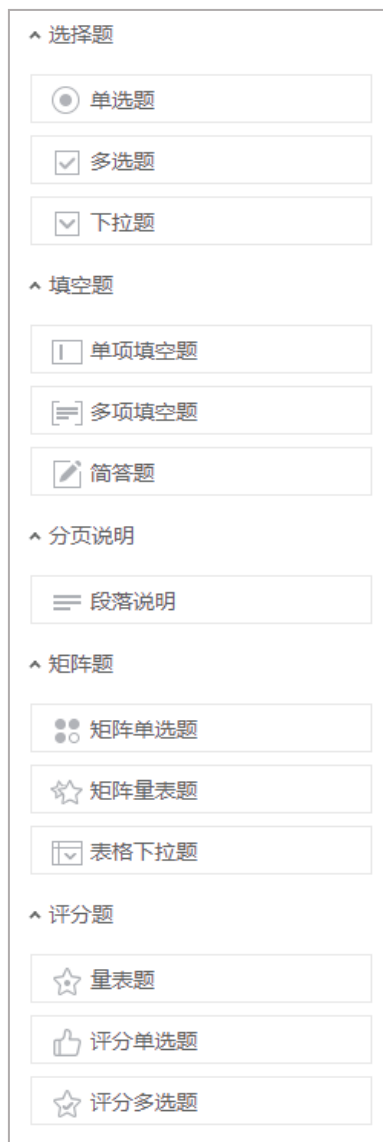 选择题
单选题
多选题
下拉题
填空题
单项填空题
多项填空题
简答题
分页说明
段落说明
矩阵题
矩阵单选题
矩阵量表题
表格下拉题
评分题
量表题
评分单选题
评分多选题